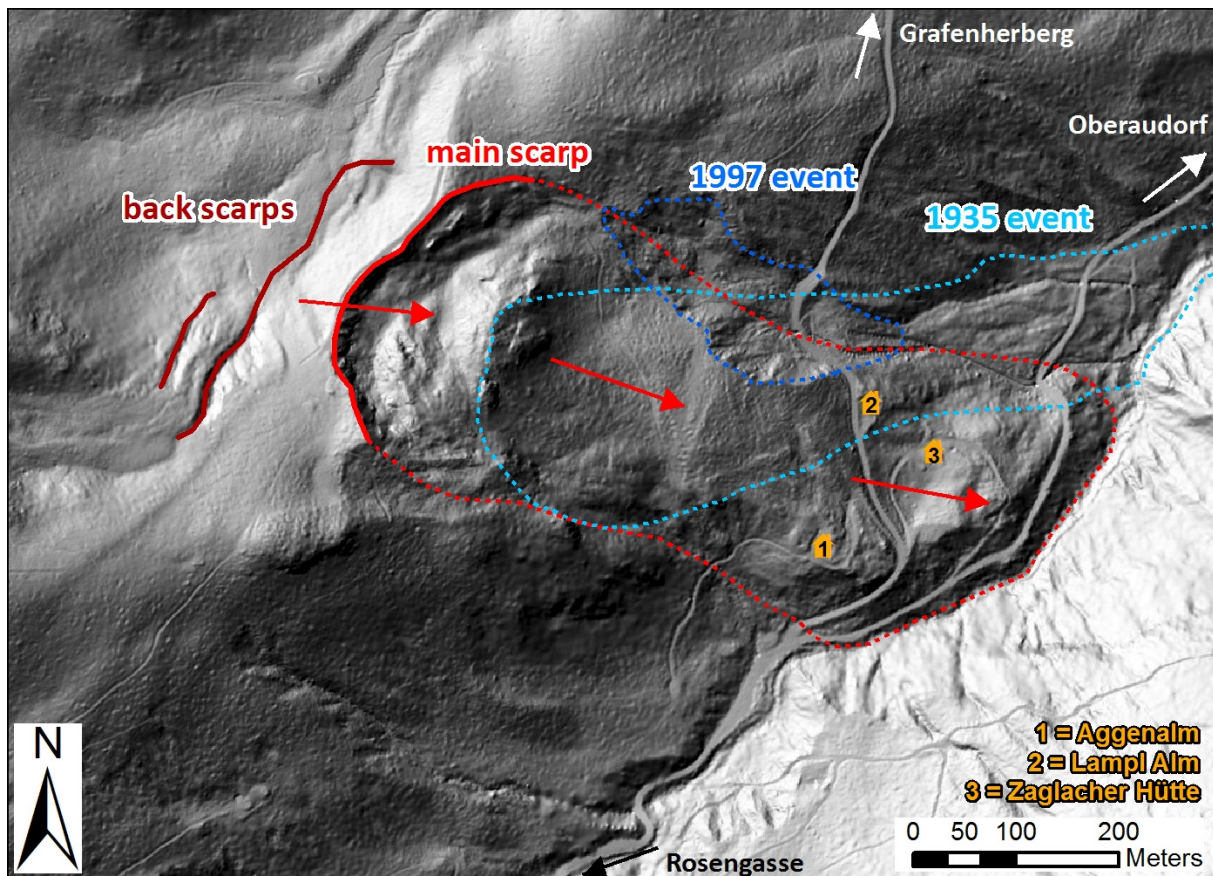 Grafenherberg
Oberaudorf
main scarp
1997 event
back scarps
1935 event
2
3
1
N
1 = Aggenalm
2 = Lampl Alm
3 = Zaglacher Hütte
0 50 100 200
Meters
Rosengasse